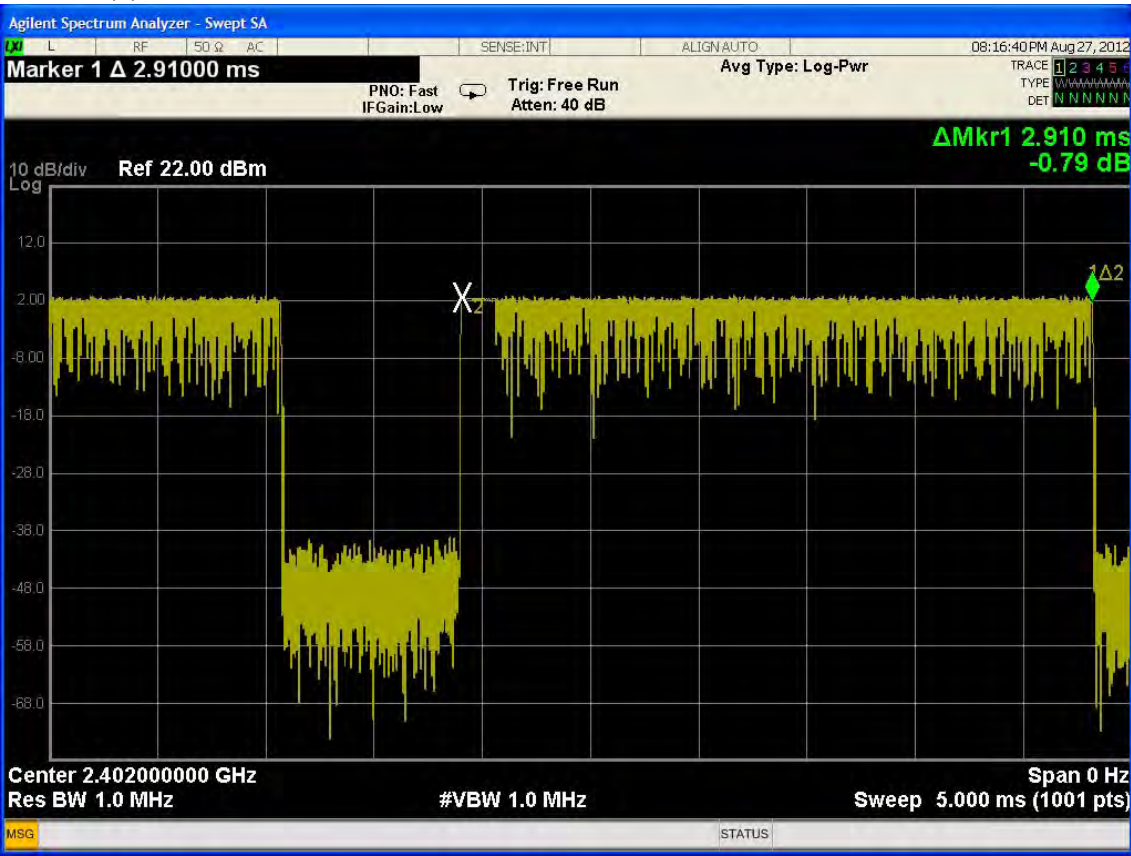 Agilent Spectrum Analyzer - Swept SA
LXI L RF 50 Ω AC SENSE:INT ALIGN AUTO 08:16:40 PM Aug 27, 2012
Marker 1 Δ 2.91000 ms
PNO: Fast Trig: Free Run Avg Type: Log-Pwr TRACE 1 2 3 4 5 6
IFGain:Low Atten: 40 dB TYPE
DET N N N N N N
ΔMkr1 2.910 ms
-0.79 dB
10 dB/div Ref 22.00 dBm
Log
12.0
1Δ2
2.00
X2
-8.00
-18.0
-28.0
-38.0
-48.0
-58.0
-68.0
Center 2.402000000 GHz Span 0 Hz
Res BW 1.0 MHz #VBW 1.0 MHz Sweep 5.000 ms (1001 pts)
MSG STATUS